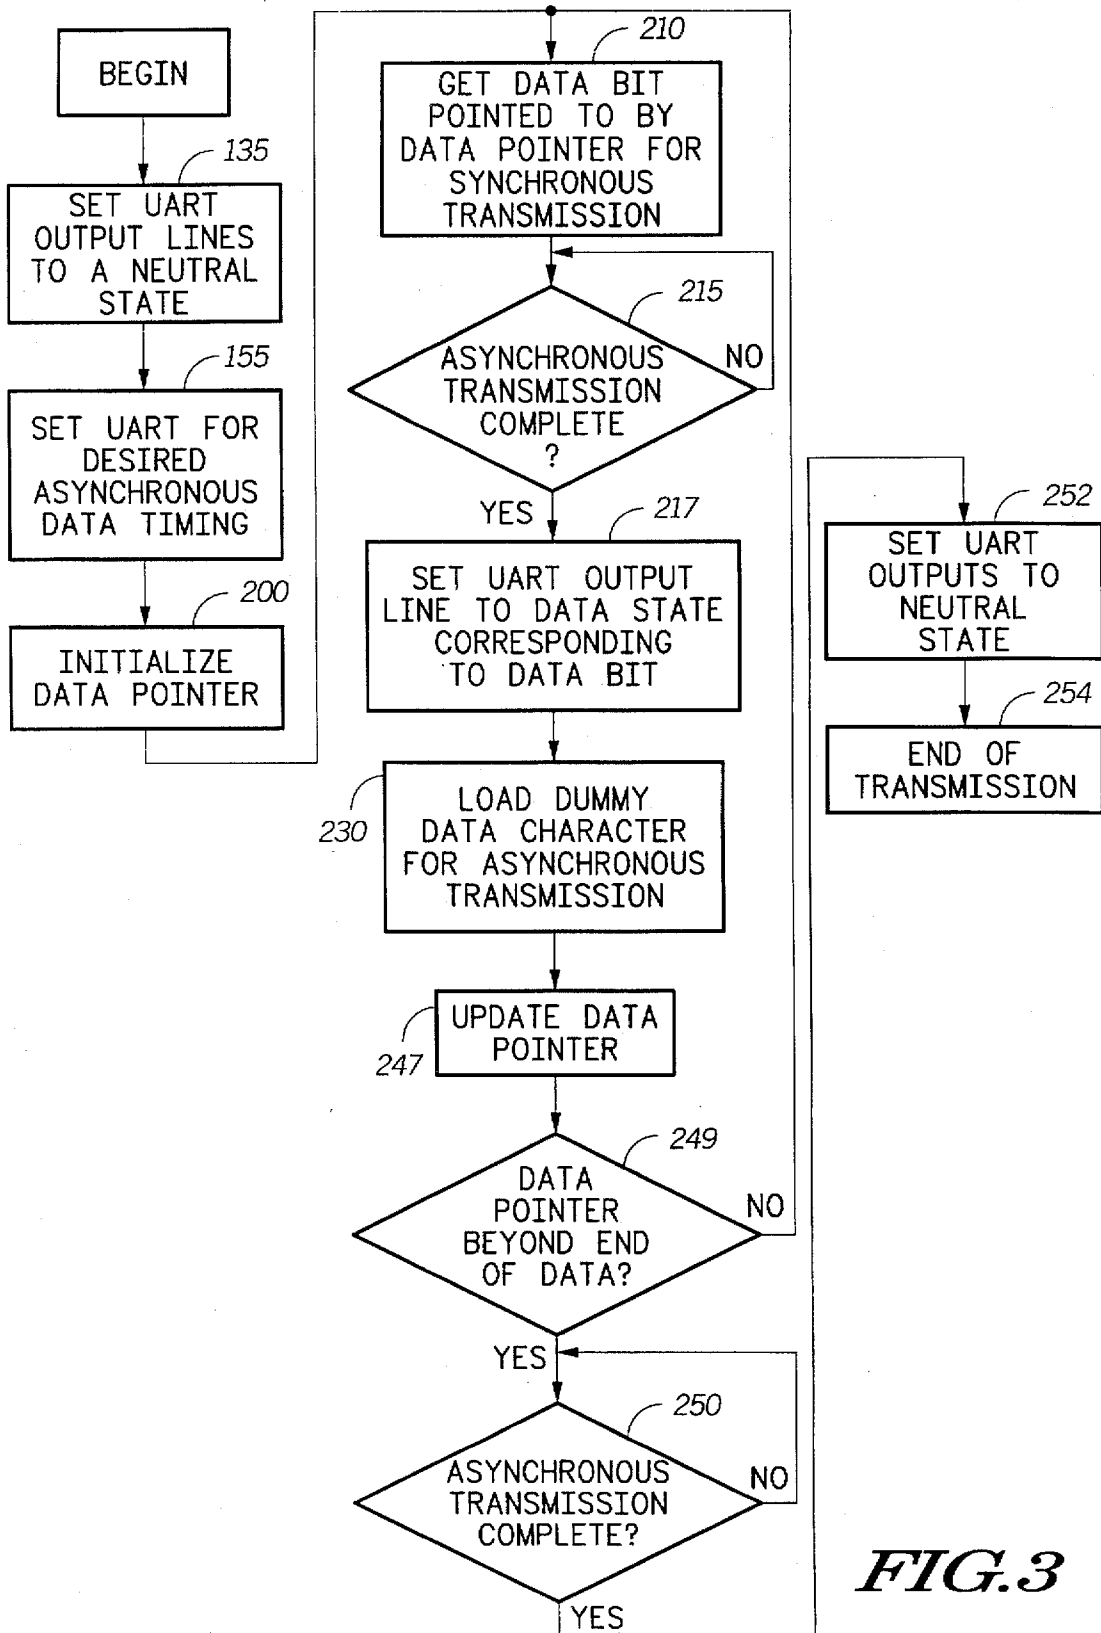 BEGIN
135
SET UART
OUTPUT LINES
TO A NEUTRAL
STATE
155
SET UART FOR
DESIRED
ASYNCHRONOUS
DATA TIMING
200
INITIALIZE
DATA POINTER
210
GET DATA BIT
POINTED TO BY
DATA POINTER FOR
SYNCHRONOUS
TRANSMISSION
215
ASYNCHRONOUS
TRANSMISSION
COMPLETE
?
NO
YES
217
SET UART OUTPUT
LINE TO DATA STATE
CORRESPONDING
TO DATA BIT
230
LOAD DUMMY
DATA CHARACTER
FOR ASYNCHRONOUS
TRANSMISSION
247
UPDATE DATA
POINTER
249
DATA
POINTER
BEYOND END
OF DATA?
NO
YES
250
ASYNCHRONOUS
TRANSMISSION
COMPLETE?
NO
YES
252
SET UART
OUTPUTS TO
NEUTRAL
STATE
254
END OF
TRANSMISSION
FIG.3